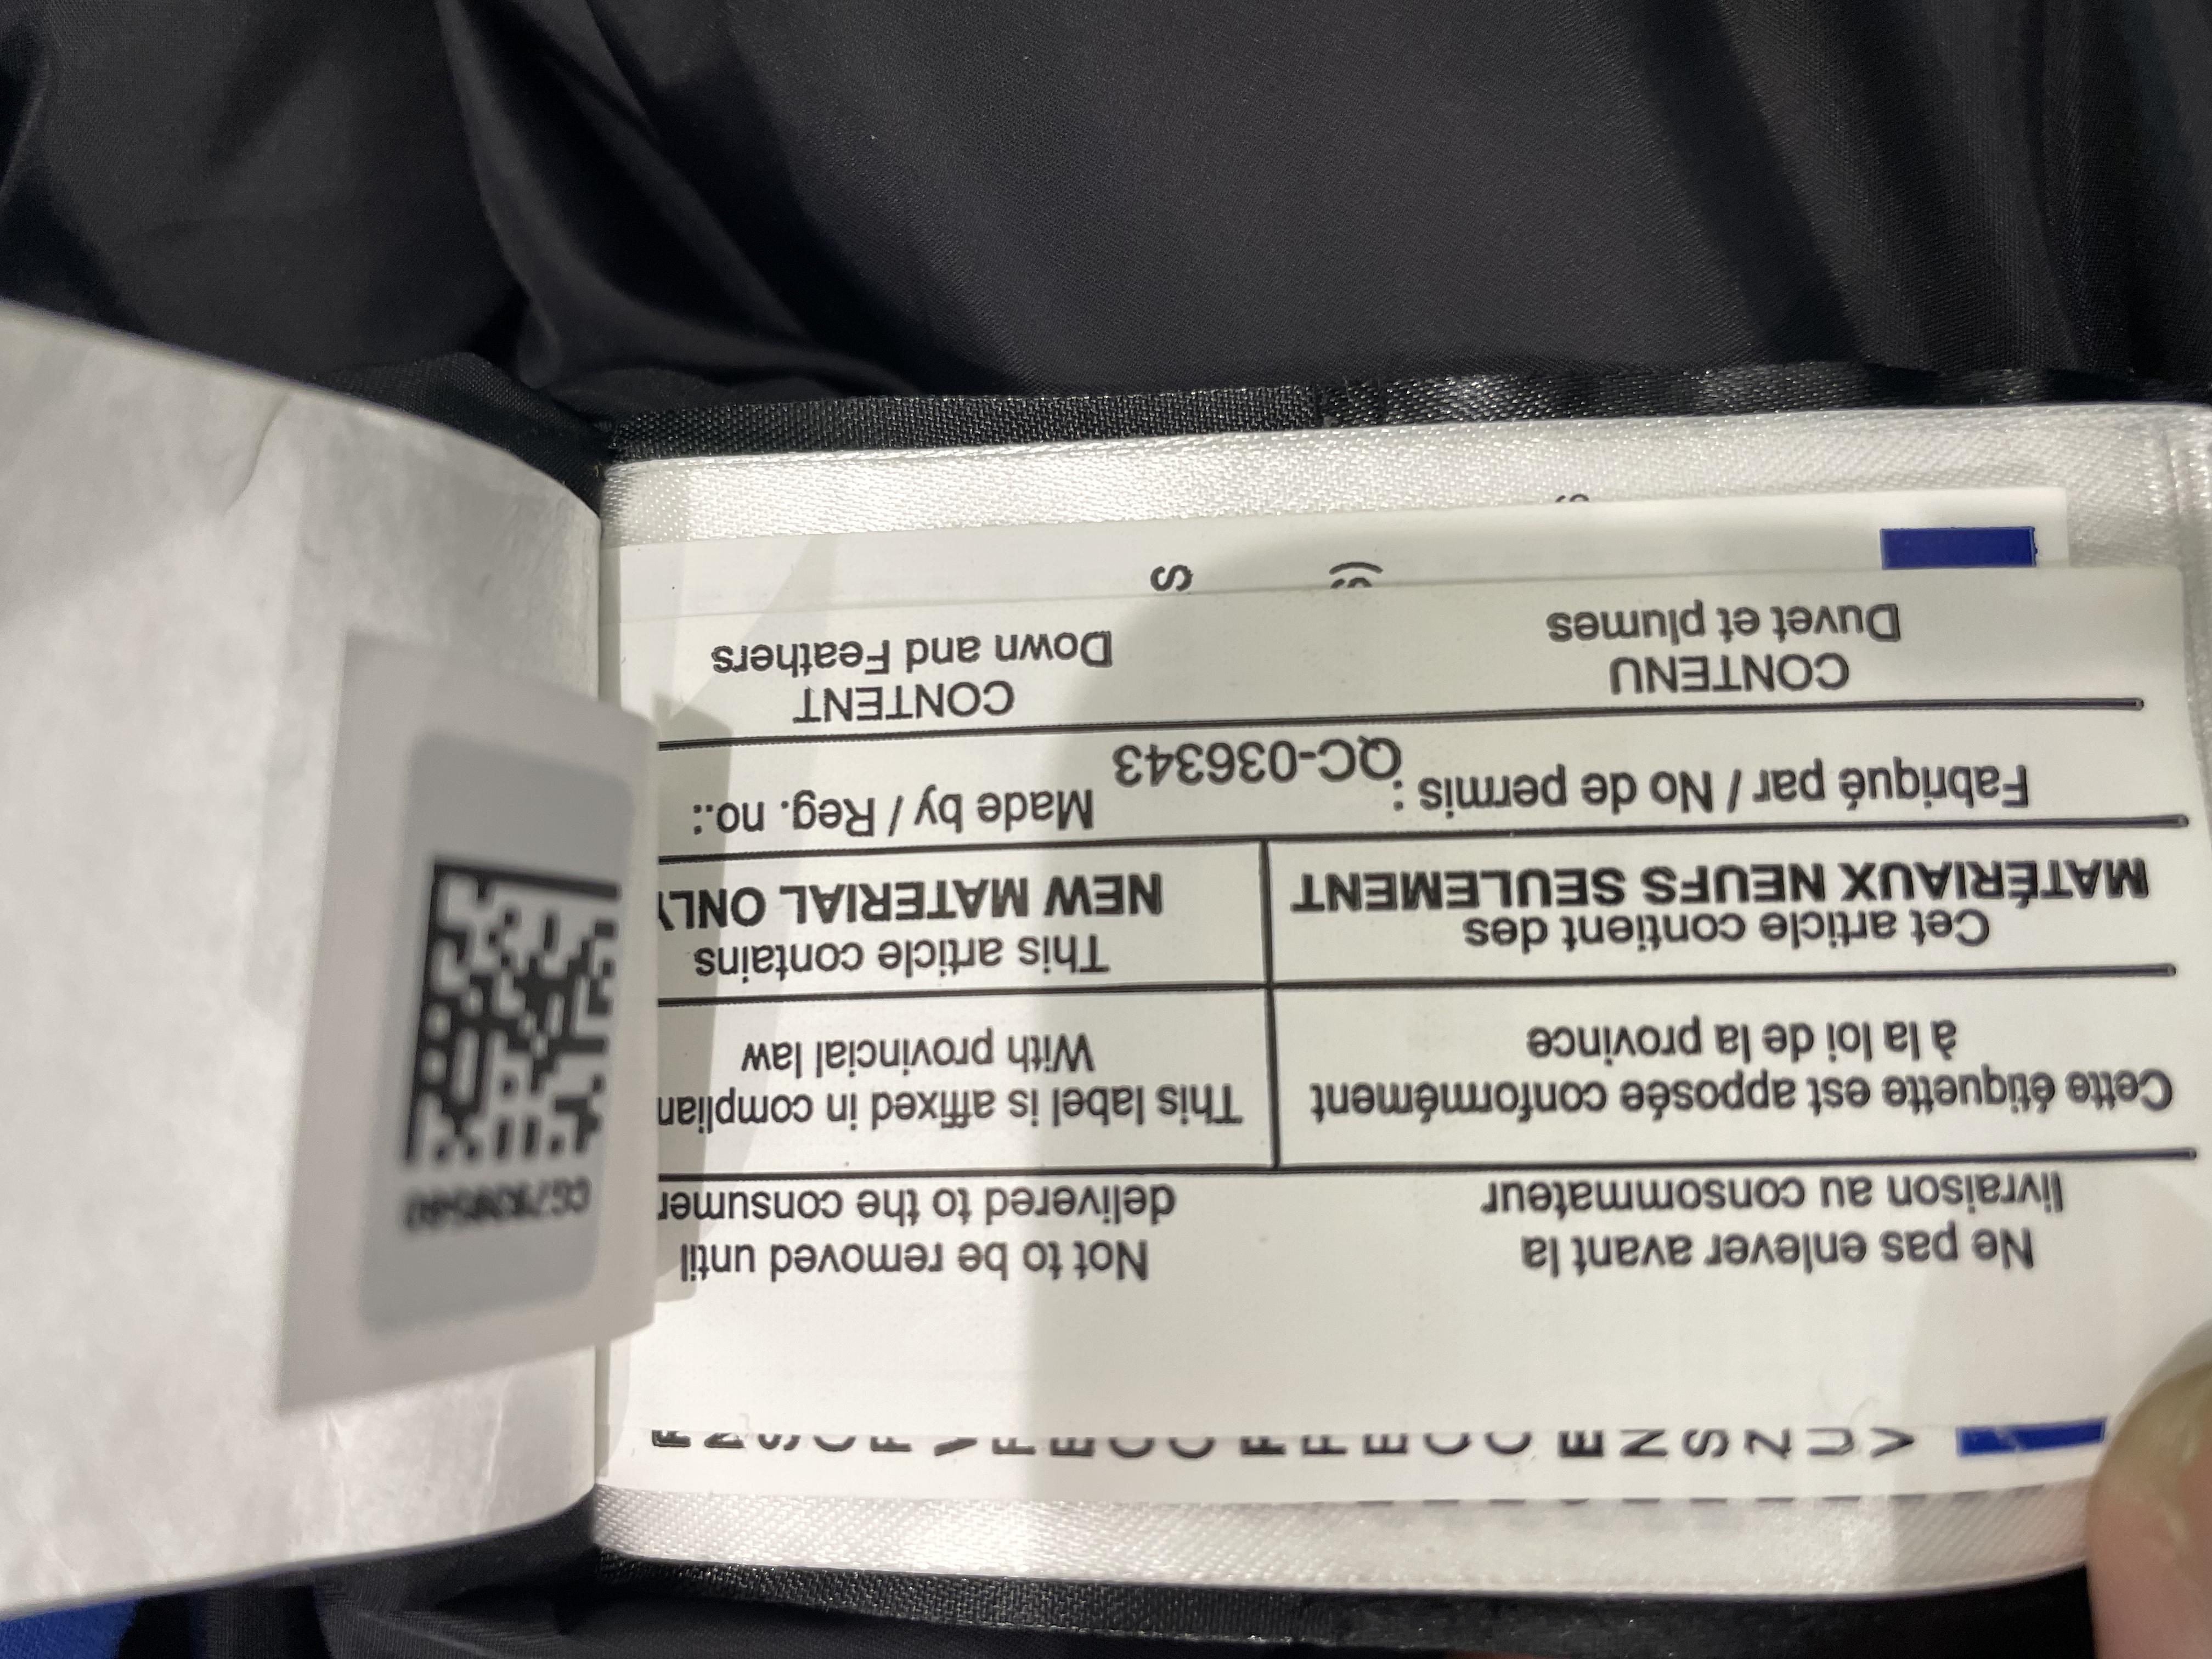 Ne pas enlever avant la
livraison au consommateur
Not to be removed until
delivered to the consumer
Cette étiquette est apposée conformément
à la loi de la province
This label is affixed in complian
With provincial law
Cet article contient des
MATÉRIAUX NEUFS SEULEMENT
This article contains
NEW MATERIAL ONLY
Fabriqué par / No de permis :
QC-036343
Made by / Reg. no.:
CONTENU
Duvet et plumes
CONTENT
Down and Feathers